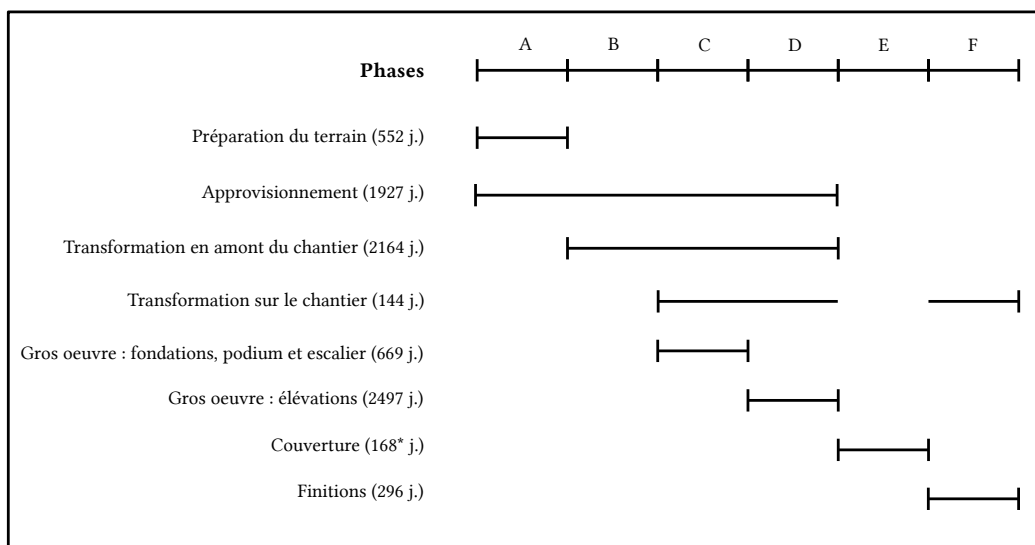 A B C D E F
Phases
Préparation du terrain (552 j.)
Approvisionnement (1927 j.)
Transformation en amont du chantier (2164 j.)
Transformation sur le chantier (144 j.)
Gros oeuvre : fondations, podium et escalier (669 j.)
Gros oeuvre : élévations (2497 j.)
Couverture (168* j.)
Finitions (296 j.)